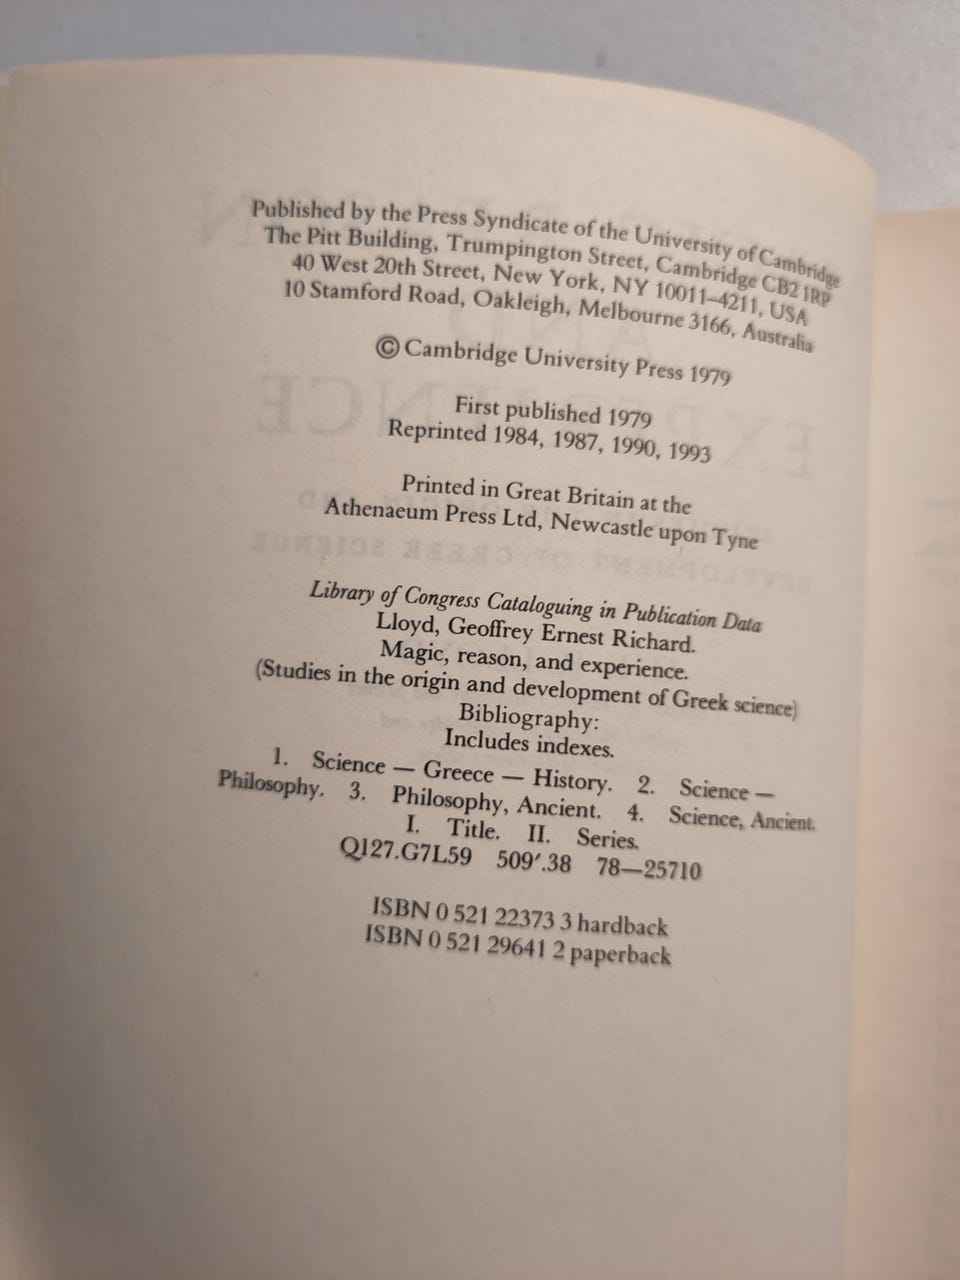 Published by the Press Syndicate of the University of Cambridge
The Pitt Building, Trumpington Street, Cambridge CB2 1RP
40 West 20th Street, New York, NY 10011–4211, USA
10 Stamford Road, Oakleigh, Melbourne 3166, Australia
© Cambridge University Press 1979
First published 1979
Reprinted 1984, 1987, 1990, 1993
Printed in Great Britain at the
Athenaeum Press Ltd, Newcastle upon Tyne
Library of Congress Cataloguing in Publication Data
Lloyd, Geoffrey Ernest Richard.
Magic, reason, and experience.
(Studies in the origin and development of Greek science)
Bibliography:
Includes indexes.
1. Science — Greece — History. 2. Science —
Philosophy. 3. Philosophy, Ancient. 4. Science, Ancient.
I. Title. II. Series.
Q127.G7L59 509′.38 78—25710
ISBN 0 521 22373 3 hardback
ISBN 0 521 29641 2 paperback